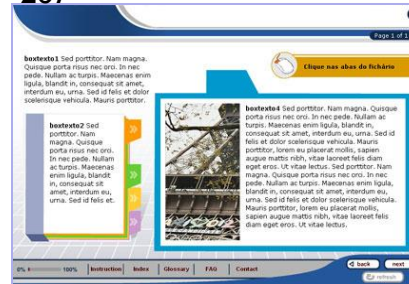 Page 1 of 1
boxtexto1 Sed porttitor. Nam magna.
Quisque porta risus nec orci. In nec
pede. Nullam ac turpis. Maecenas enim
ligula, blandit in, consequat sit amet,
interdum eu, urna. Sed id felis et dolor
scelerisque vehicula. Mauris porttitor.
Clique nas abas do fichário
boxtexto2 Sed
porttitor. Nam
magna. Quisque
porta risus nec orci.
In nec pede. Nullam
ac turpis. Maecenas
enim ligula, blandit
in, consequat sit
amet, interdum eu,
urna. Sed id felis et.
boxtexto4 Sed porttitor. Nam magna. Quisque
porta risus nec orci. In nec pede. Nullam ac
turpis. Maecenas enim ligula, blandit in,
consequat sit amet, interdum eu, urna. Sed id
felis et dolor scelerisque vehicula. Mauris
porttitor, lorem eu placerat mollis, sapien
augue mattis nibh, vitae laoreet felis diam
eget eros. Ut vitae lectus. Sed porttitor. Nam
magna. Quisque porta risus nec orci. In nec
pede. Nullam ac turpis. Maecenas enim ligula,
blandit in, consequat sit amet, interdum eu,
urna. Sed id felis et dolor scelerisque vehicula.
Mauris porttitor, lorem eu placerat mollis,
sapien augue mattis nibh, vitae laoreet felis
diam eget eros. Ut vitae lectus.
0% 100% Instruction Index Glossary FAQ Contact
back next
refresh